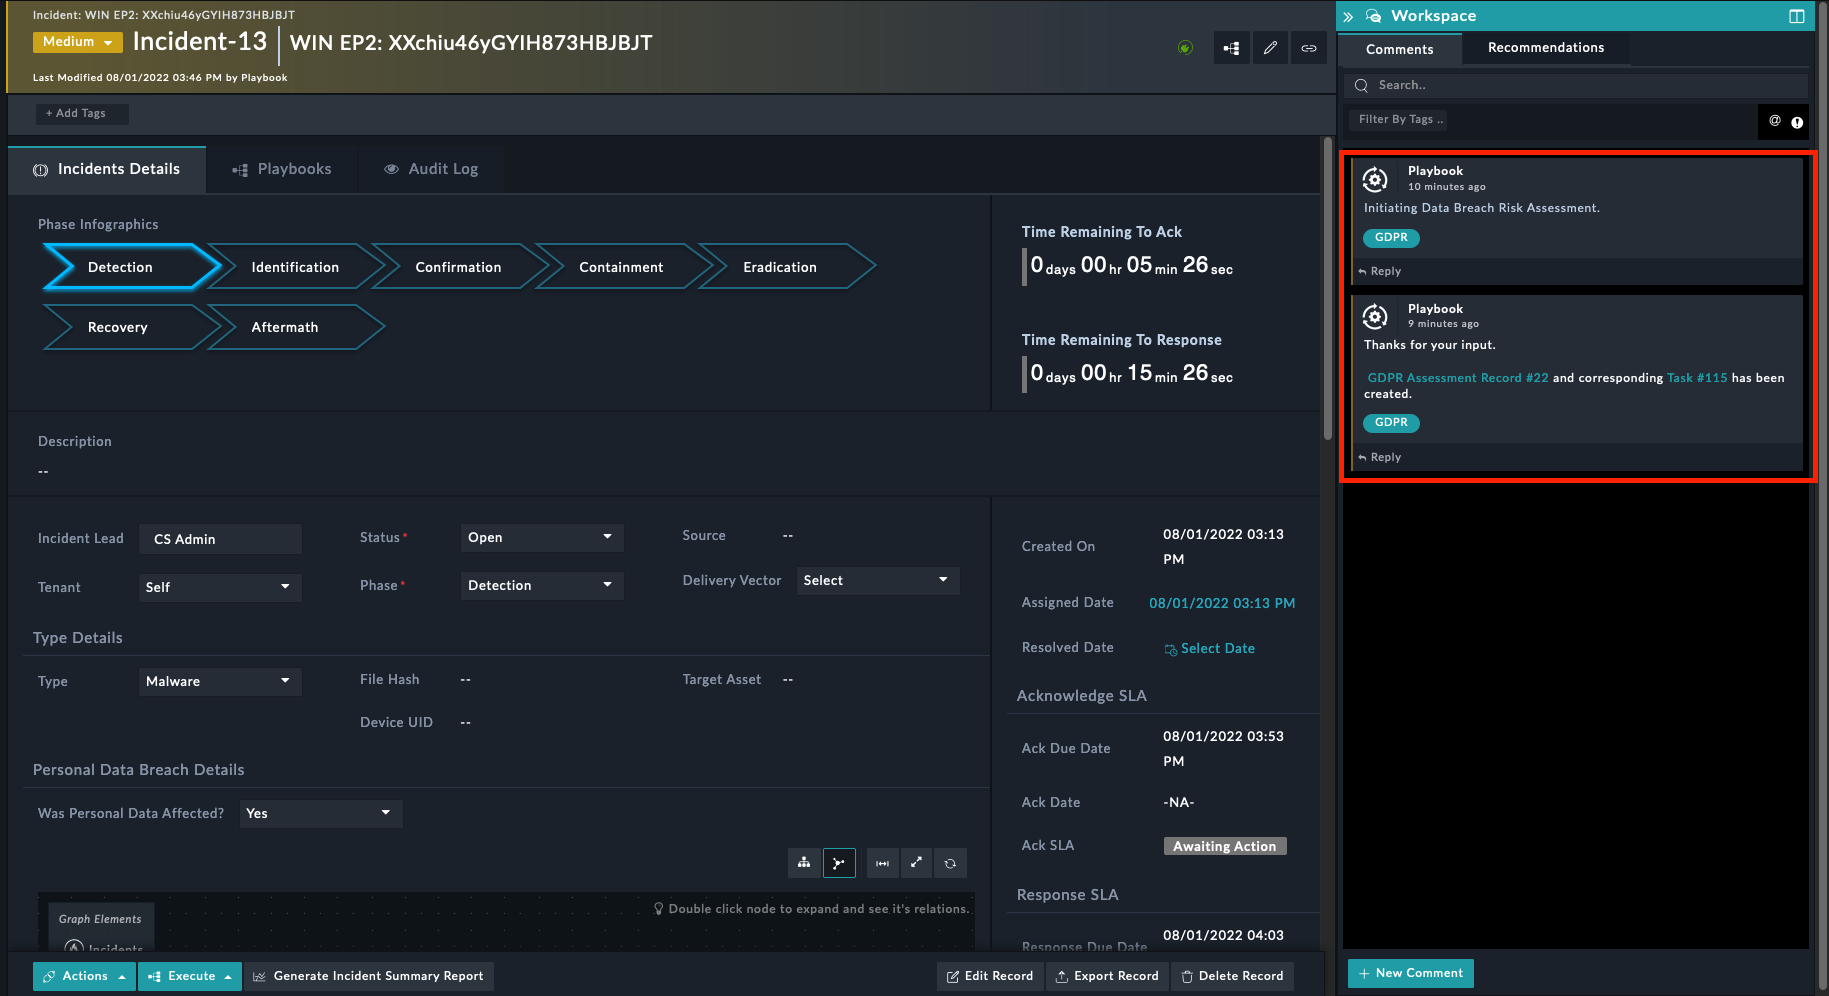 Incident: WIN EP2: XXchiu46yGYIH873HBJBJT
Medium
Incident-13
WIN EP2: XXchiu46yGYIH873HBJBJT
Last Modified 08/01/2022 03:46 PM by Playbook
+ Add Tags
Incidents Details
Playbooks
Audit Log
Phase Infographics
Detection
Identification
Confirmation
Containment
Eradication
Recovery
Aftermath
Time Remaining To Ack
0 days 00 hr 05 min 26 sec
Time Remaining To Response
0 days 00 hr 15 min 26 sec
Description
--
Incident Lead
CS Admin
Status*
Open
Source
--
Tenant
Self
Phase*
Detection
Delivery Vector
Select
Type Details
Type
Malware
File Hash
--
Target Asset
--
Device UID
--
Personal Data Breach Details
Was Personal Data Affected?
Yes
Double click node to expand and see it's relations.
Graph Elements
Incidents
Created On
08/01/2022 03:13
PM
Assigned Date
08/01/2022 03:13 PM
Resolved Date
Select Date
Acknowledge SLA
Ack Due Date
08/01/2022 03:53
PM
Ack Date
-NA-
Ack SLA
Awaiting Action
Response SLA
Response Due Date
08/01/2022 04:03
Actions
Execute
Generate Incident Summary Report
Edit Record
Export Record
Delete Record
Workspace
Comments
Recommendations
Search..
Filter By Tags ..
@
Playbook
10 minutes ago
Initiating Data Breach Risk Assessment.
GDPR
Reply
Playbook
9 minutes ago
Thanks for your input.
GDPR Assessment Record #22 and corresponding Task #115 has been
created.
GDPR
Reply
+ New Comment